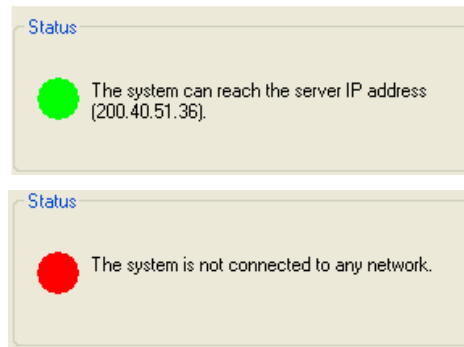 Status
The system can reach the server IP address
(200.40.51.36).
Status
The system is not connected to any network.